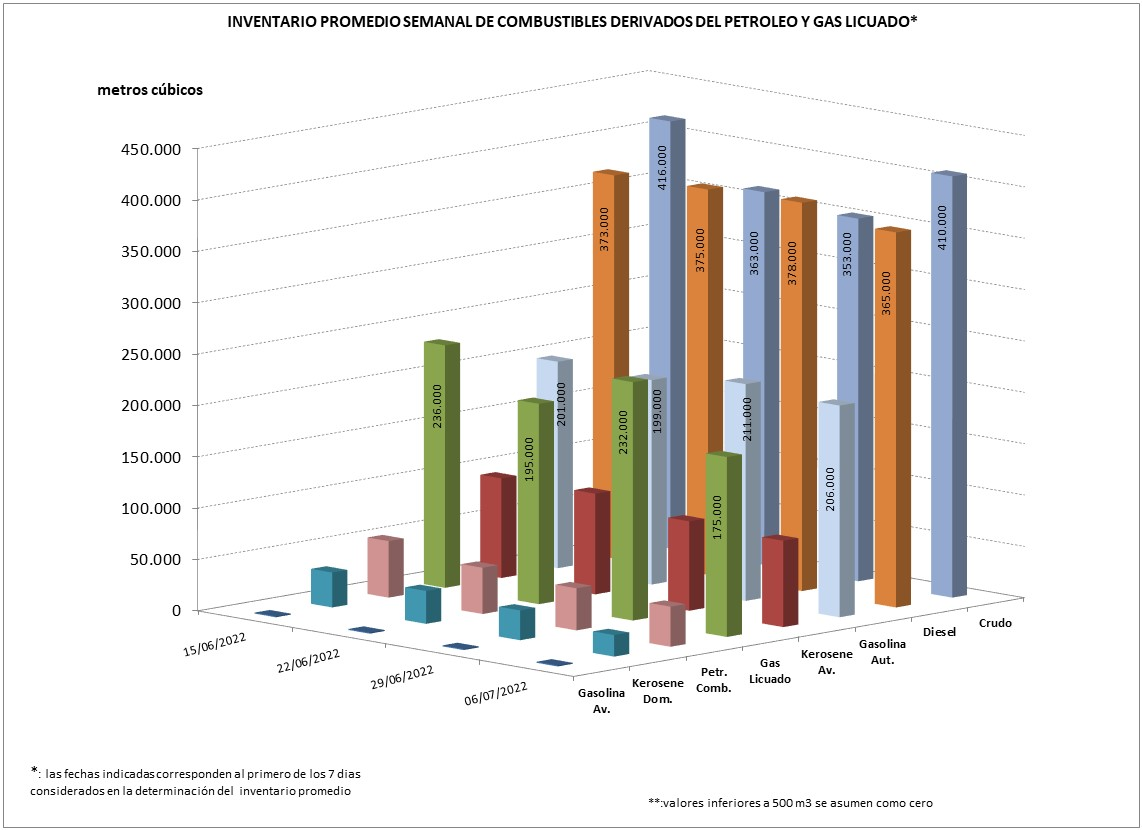 INVENTARIO PROMEDIO SEMANAL DE COMBUSTIBLES DERIVADOS DEL PETROLEO Y GAS LICUADO*
metros cúbicos
450.000
400.000
350.000
300.000
250.000
200.000
150.000
100.000
50.000
0
373.000
416.000
375.000
363.000
378.000
353.000
365.000
410.000
236.000
201.000
195.000
199.000
232.000
211.000
175.000
206.000
15/06/2022
22/06/2022
29/06/2022
06/07/2022
Gasolina
Av.
Kerosene
Dom.
Petr.
Comb.
Gas
Licuado
Kerosene
Av.
Gasolina
Aut.
Diesel
Crudo
*: las fechas indicadas corresponden al primero de los 7 dias
considerados en la determinación del inventario promedio
**:valores inferiores a 500 m3 se asumen como cero